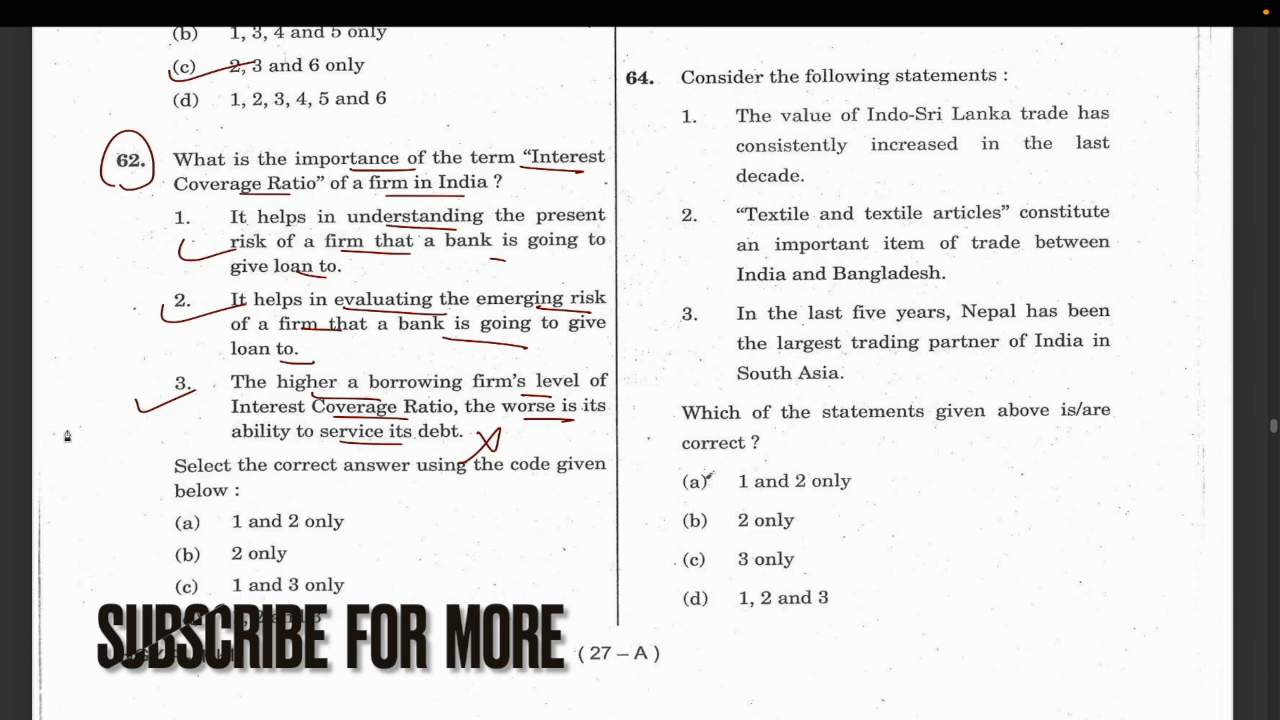 (b) 1, 3, 4 and 5 only
(c) 2, 3 and 6 only
(d) 1, 2, 3, 4, 5 and 6
62. What is the importance of the term “Interest
Coverage Ratio” of a firm in India ?
1. It helps in understanding the present
risk of a firm that a bank is going to
give loan to.
2. It helps in evaluating the emerging risk
of a firm that a bank is going to give
loan to.
3. The higher a borrowing firm's level of
Interest Coverage Ratio, the worse is its
ability to service its debt.
Select the correct answer using the code given
below :
(a) 1 and 2 only
(b) 2 only
(c) 1 and 3 only
SUBSCRIBE FOR MORE
( 27 – A )
64. Consider the following statements :
1. The value of Indo-Sri Lanka trade has
consistently increased in the last
decade.
2. “Textile and textile articles” constitute
an important item of trade between
India and Bangladesh.
3. In the last five years, Nepal has been
the largest trading partner of India in
South Asia.
Which of the statements given above is/are
correct ?
(a) 1 and 2 only
(b) 2 only
(c) 3 only
(d) 1, 2 and 3